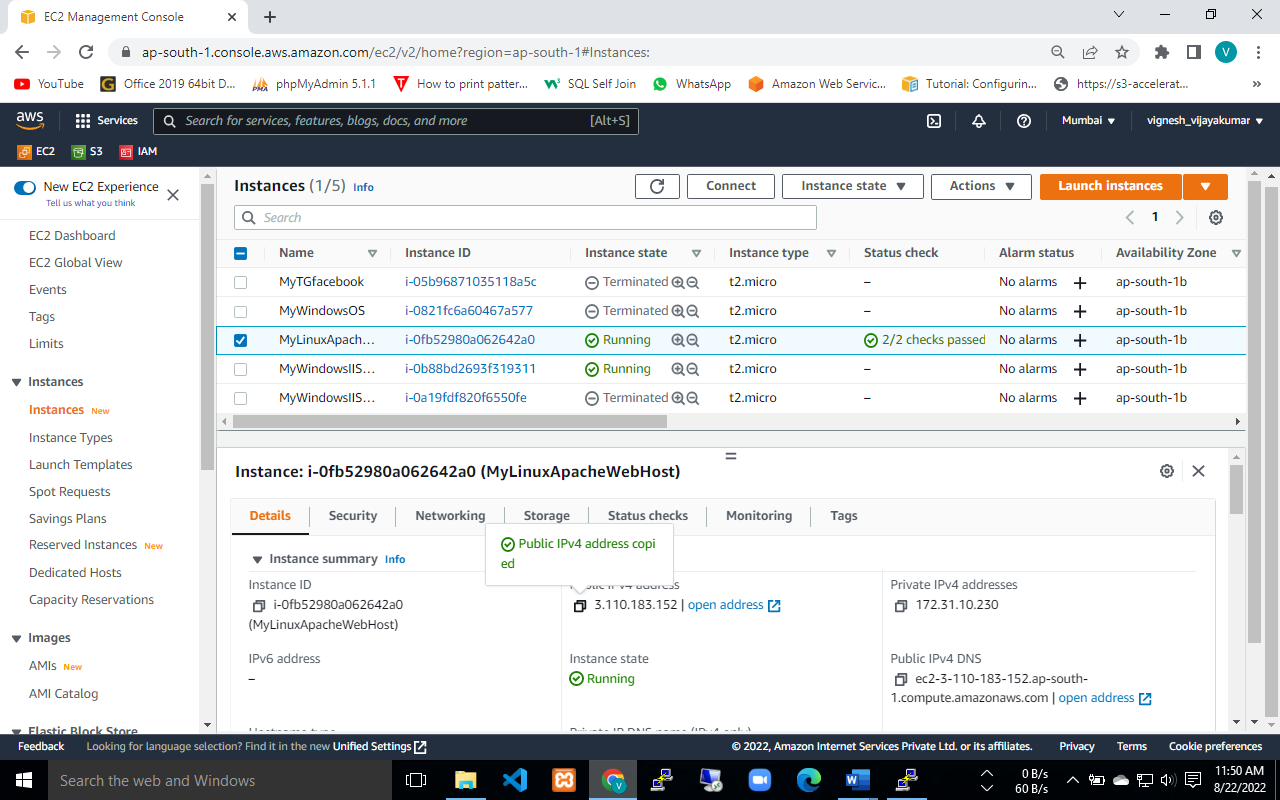 EC2 Management Console
ap-south-1.console.aws.amazon.com/ec2/v2/home?region=ap-south-1#Instances:
V
YouTube
Office 2019 64bit D...
phpMyAdmin 5.1.1
How to print patter...
SQL Self Join
WhatsApp
Amazon Web Servic...
Tutorial: Configurin...
https://s3-accelerat...
aws
Services
Search for services, features, blogs, docs, and more
[Alt+S]
Mumbai
vignesh_vijayakumar
EC2
S3
IAM
New EC2 Experience
Tell us what you think
EC2 Dashboard
EC2 Global View
Events
Tags
Limits
Instances
Instances New
Instance Types
Launch Templates
Spot Requests
Savings Plans
Reserved Instances New
Dedicated Hosts
Capacity Reservations
Images
AMIs New
AMI Catalog
Elastic Block Store
Instances (1/5) Info
Connect
Instance state
Actions
Launch instances
Search
1
Name Instance ID Instance state Instance type Status check Alarm status Availability Zone
MyTGfacebook i-05b96871035118a5c Terminated t2.micro – No alarms + ap-south-1b
MyWindowsOS i-0821fc6a60467a577 Terminated t2.micro – No alarms + ap-south-1b
MyLinuxApach... i-0fb52980a062642a0 Running t2.micro 2/2 checks passed No alarms + ap-south-1b
MyWindowsIIS... i-0b88bd2693f319311 Running t2.micro – No alarms + ap-south-1b
MyWindowsIIS... i-0a19fdf820f6550fe Terminated t2.micro – No alarms + ap-south-1b
Instance: i-0fb52980a062642a0 (MyLinuxApacheWebHost)
Details Security Networking Storage Status checks Monitoring Tags
Public IPv4 address copi
ed
Instance summary Info
Instance ID
i-0fb52980a062642a0
(MyLinuxApacheWebHost)
Public IPv4 address
3.110.183.152 | open address
Private IPv4 addresses
172.31.10.230
IPv6 address
–
Instance state
Running
Public IPv4 DNS
ec2-3-110-183-152.ap-south-
1.compute.amazonaws.com | open address
Hostname type
Private IP DNS name (IPv4 only)
Feedback
Looking for language selection? Find it in the new Unified Settings
© 2022, Amazon Internet Services Private Ltd. or its affiliates.
Privacy
Terms
Cookie preferences
Search the web and Windows
0 B/s
60 B/s
11:50 AM
8/22/2022